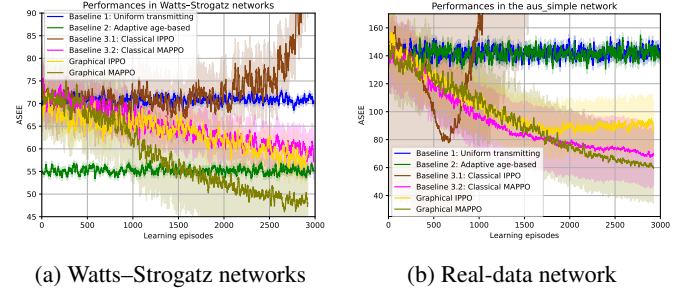 Performances in Watts–Strogatz networks
90
85
80
75
70
65
60
55
50
45
ASEE
Baseline 1: Uniform transmitting
Baseline 2: Adaptive age-based
Baseline 3.1: Classical IPPO
Baseline 3.2: Classical MAPPO
Graphical IPPO
Graphical MAPPO
0 500 1000 1500 2000 2500 3000
Learning episodes
(a) Watts–Strogatz networks
Performances in the aus_simple network
160
140
120
100
80
60
40
ASEE
Baseline 1: Uniform transmitting
Baseline 2: Adaptive age-based
Baseline 3.1: Classical IPPO
Baseline 3.2: Classical MAPPO
Graphical IPPO
Graphical MAPPO
0 500 1000 1500 2000 2500 3000
Learning episodes
(b) Real-data network